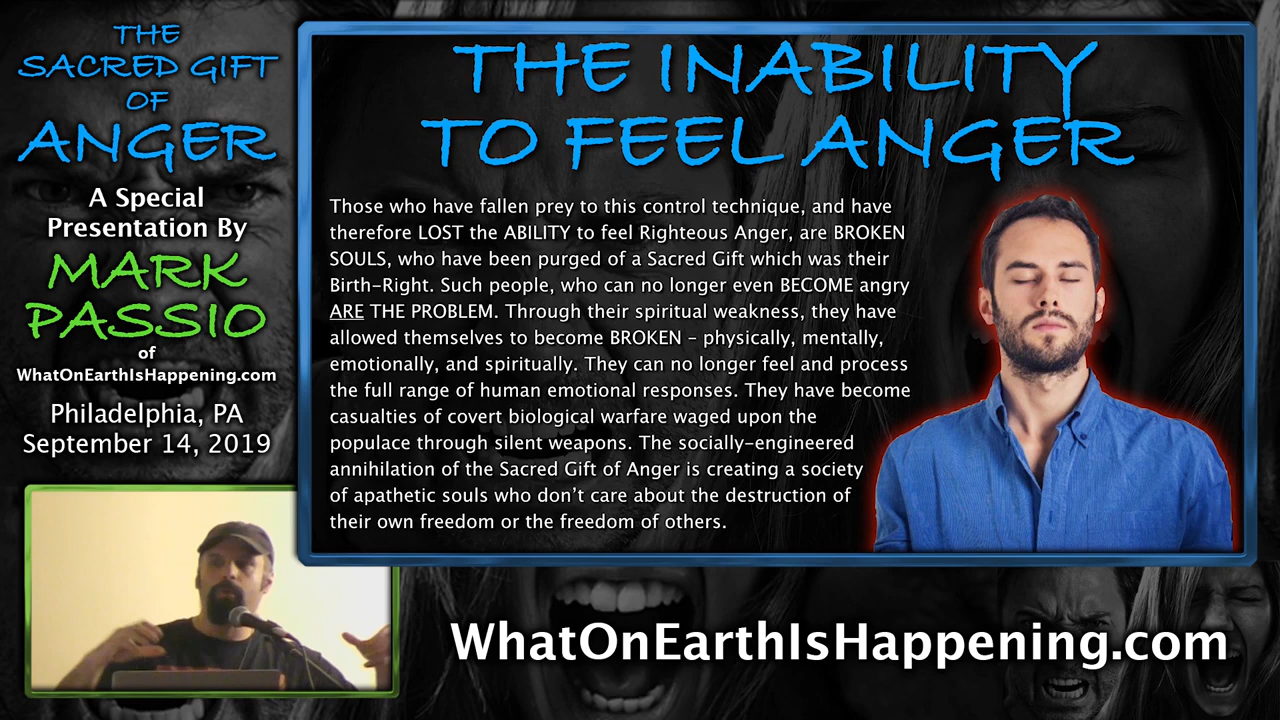 THE
SACRED GIFT
OF
ANGER
A Special
Presentation By
MARK
PASSIO
of
WhatOnEarthIsHappening.com
Philadelphia, PA
September 14, 2019
THE INABILITY
TO FEEL ANGER
Those who have fallen prey to this control technique, and have
therefore LOST the ABILITY to feel Righteous Anger, are BROKEN
SOULS, who have been purged of a Sacred Gift which was their
Birth-Right. Such people, who can no longer even BECOME angry
ARE THE PROBLEM. Through their spiritual weakness, they have
allowed themselves to become BROKEN – physically, mentally,
emotionally, and spiritually. They can no longer feel and process
the full range of human emotional responses. They have become
casualties of covert biological warfare waged upon the
populace through silent weapons. The socially-engineered
annihilation of the Sacred Gift of Anger is creating a society
of apathetic souls who don’t care about the destruction of
their own freedom or the freedom of others.
WhatOnEarthIsHappening.com